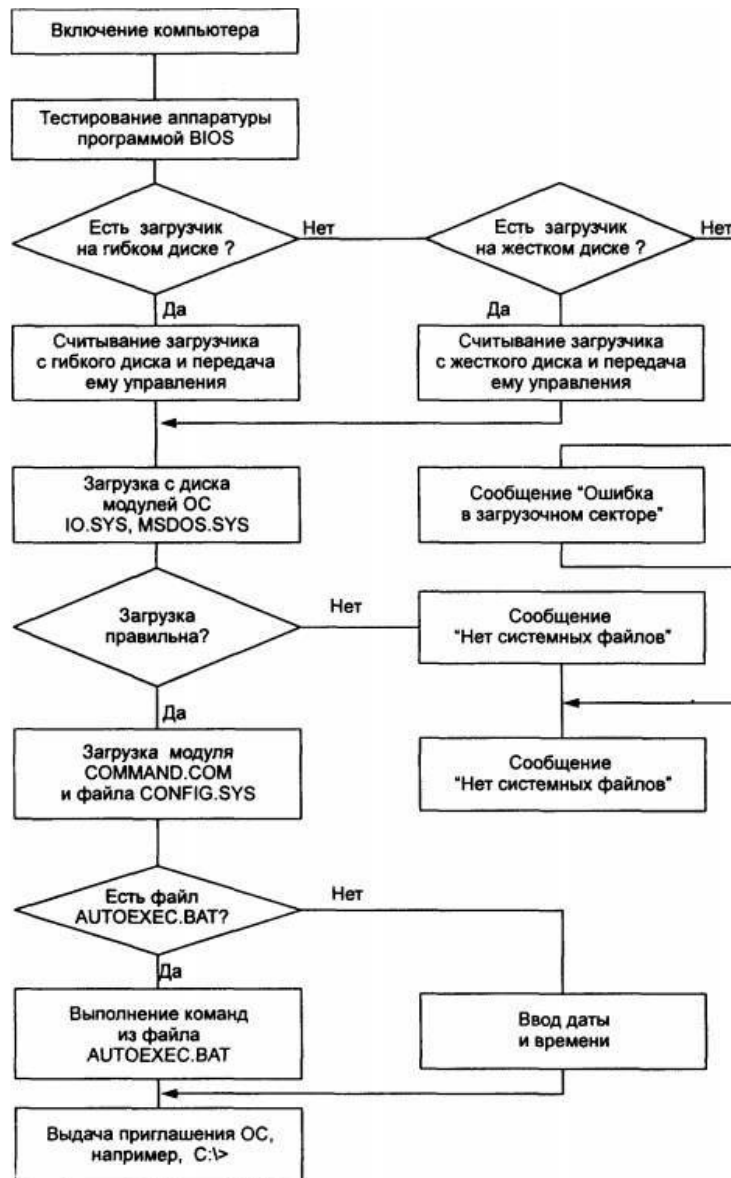 Включение компьютера
Тестирование аппаратуры
программой BIOS
Есть загрузчик
на гибком диске ?
Нет
Есть загрузчик
на жестком диске ?
Нет
Да
Да
Считывание загрузчика
с гибкого диска и передача
ему управления
Считывание загрузчика
с жесткого диска и передача
ему управления
Загрузка с диска
модулей ОС
IO.SYS, MSDOS.SYS
Сообщение “Ошибка
в загрузочном секторе”
Загрузка
правильна?
Нет
Сообщение
“Нет системных файлов”
Да
Загрузка модуля
COMMAND.COM
и файла CONFIG.SYS
Сообщение
“Нет системных файлов”
Есть файл
AUTOEXEC.BAT?
Нет
Да
Выполнение команд
из файла
AUTOEXEC.BAT
Ввод даты
и времени
Выдача приглашения ОС,
например, C:\>